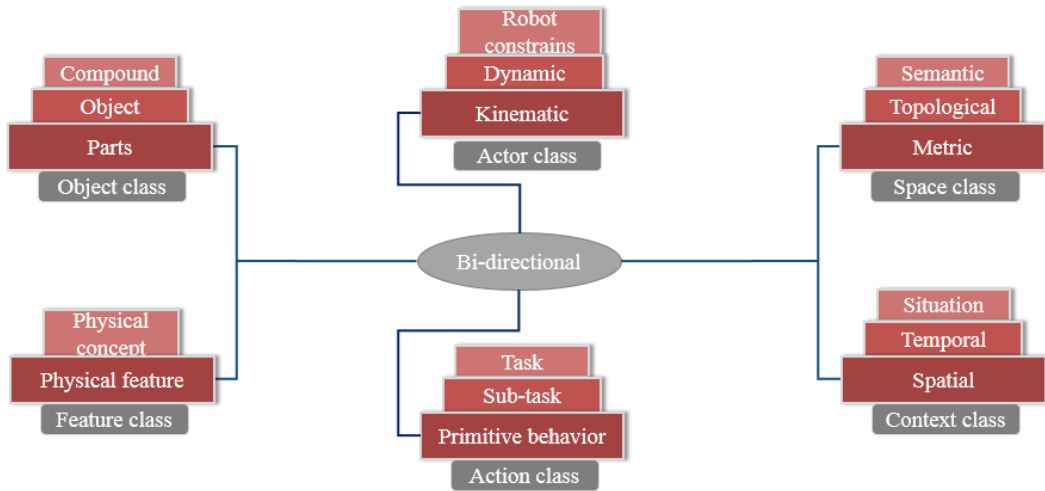 Compound
Object
Parts
Object class
Robot
constrains
Dynamic
Kinematic
Actor class
Semantic
Topological
Metric
Space class
Bi-directional
Physical
concept
Physical feature
Feature class
Task
Sub-task
Primitive behavior
Action class
Situation
Temporal
Spatial
Context class